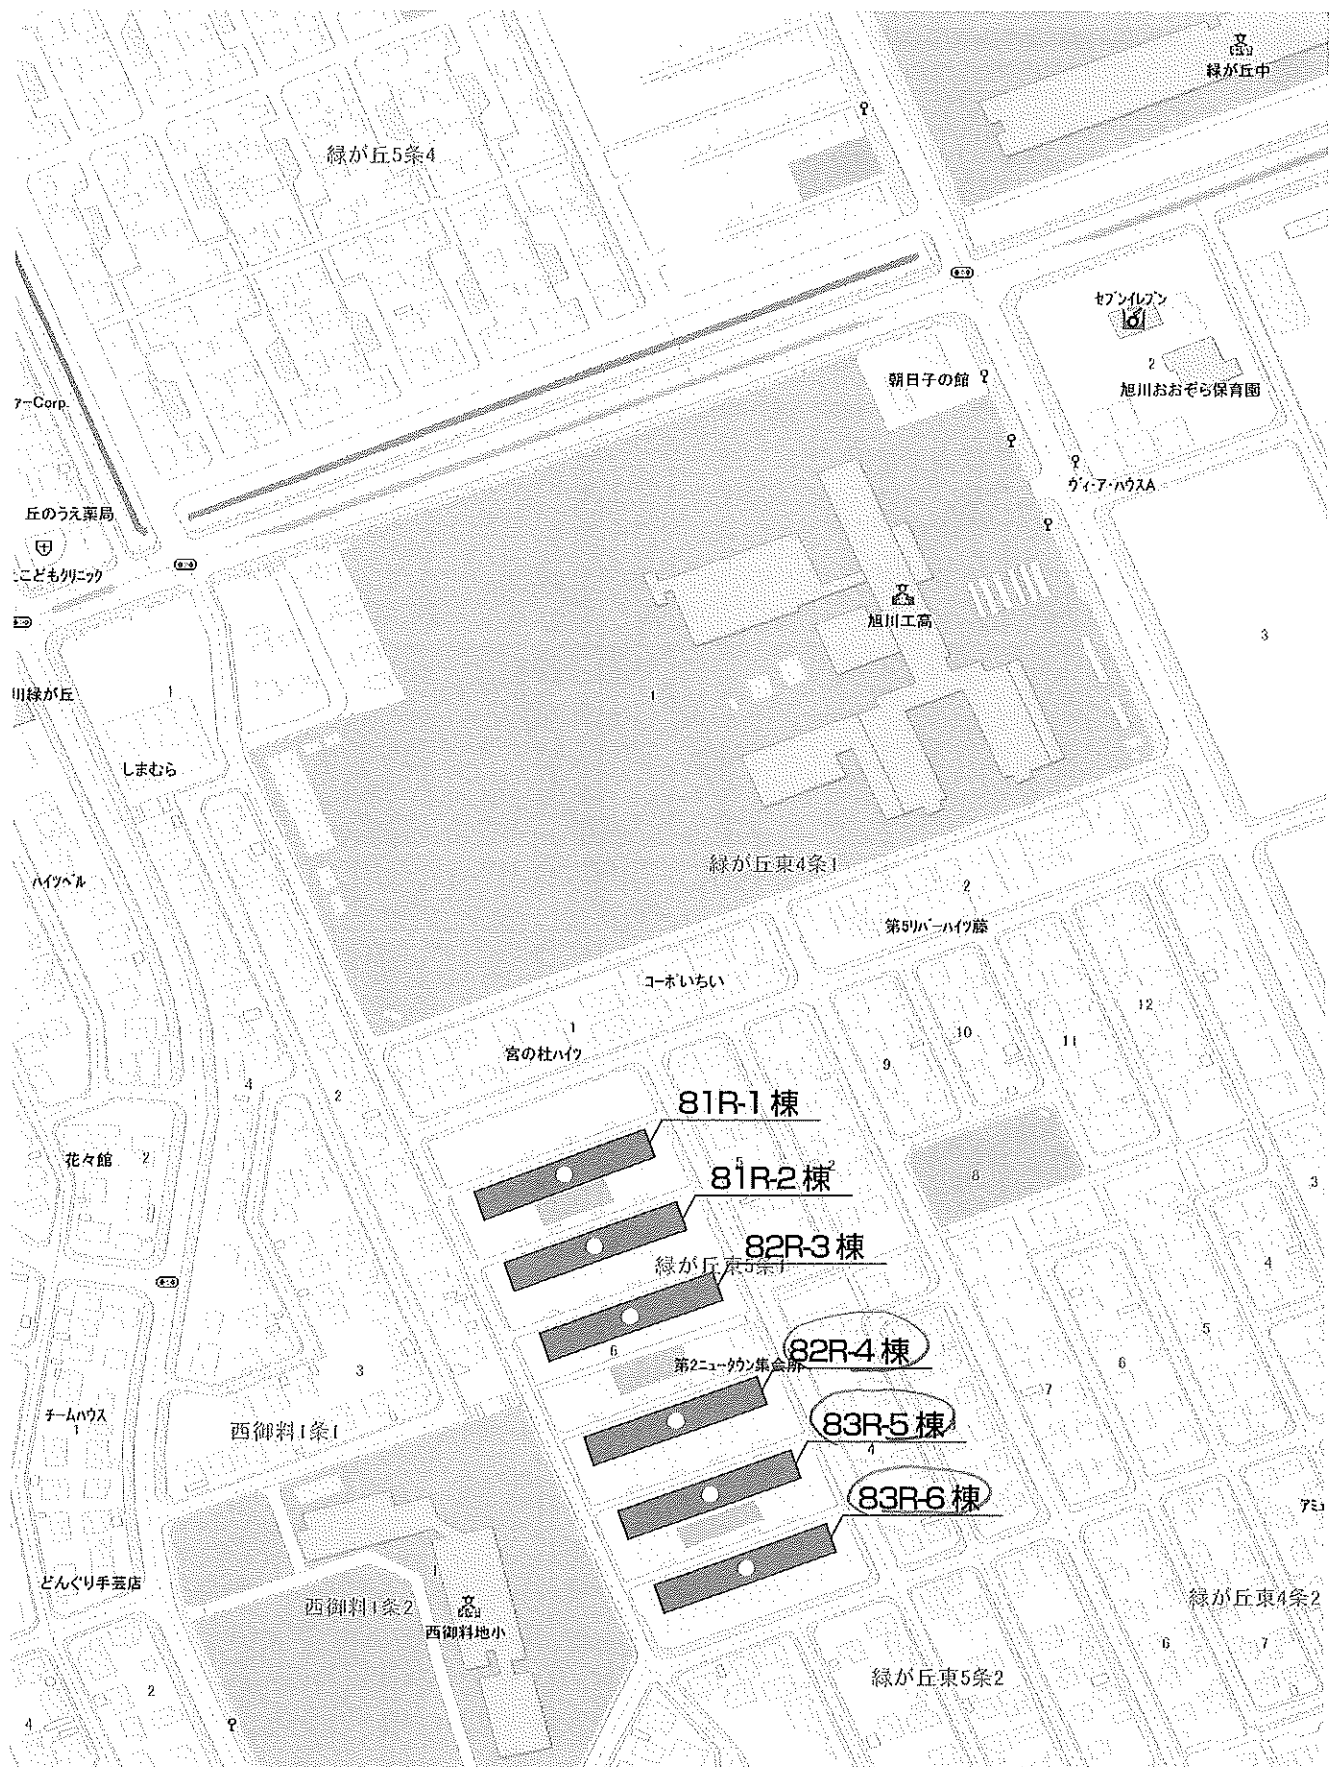 緑が丘中
緑が丘5条4
セブンイレブン
2
旭川おおぞら保育園
朝日子の館
ァーCorp.
ヴィ・ア・ハウスA
丘のうえ薬局
こどもクリニック
旭川工高
3
川緑が丘
1
1
しまむら
緑が丘東4条1
ハイツベル
2
第5リバーハイツ藤
コーポいちい
12
1
10
11
宮の杜ハイツ
9
4
2
81R-1 棟
花々館
2
5
2
81R-2 棟
8
3
82R-3 棟
緑が丘東5条1
4
6
82R-4 棟
5
第2ニュータウン集会所
6
3
7
チームハウス
1
西御料1条1
83R-5 棟
3
4
83R-6 棟
アミュ
どんぐり手芸店
1
西御料1条2
西御料地小
緑が丘東4条2
6
7
緑が丘東5条2
2
4